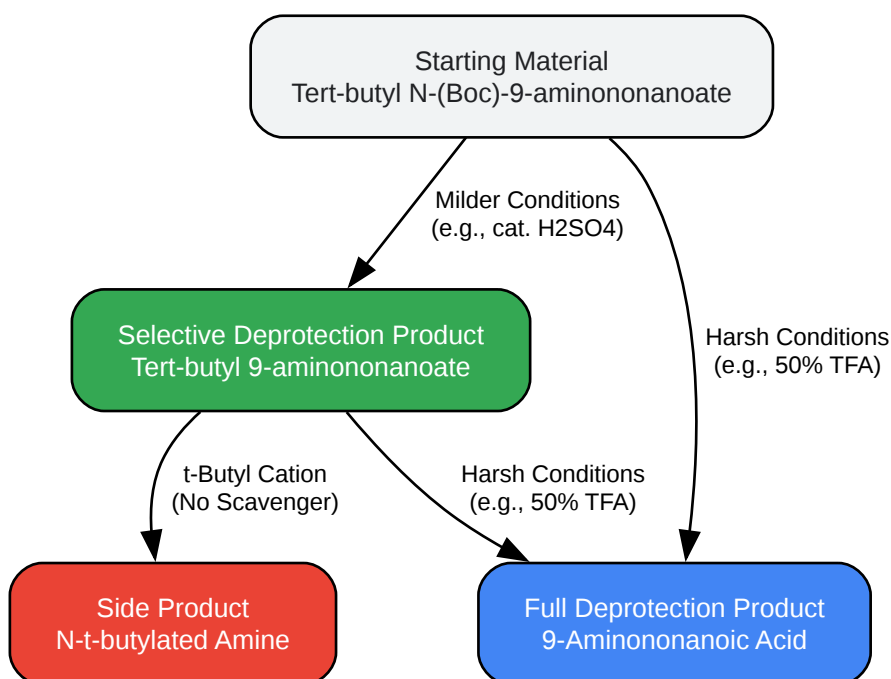 Starting Material
Tert-butyl N-(Boc)-9-aminononanoate
Milder Conditions
(e.g., cat. H2SO4)
Selective Deprotection Product
Tert-butyl 9-aminononanoate
Harsh Conditions
(e.g., 50% TFA)
t-Butyl Cation
(No Scavenger)
Harsh Conditions
(e.g., 50% TFA)
Side Product
N-t-butylated Amine
Full Deprotection Product
9-Aminononanoic Acid